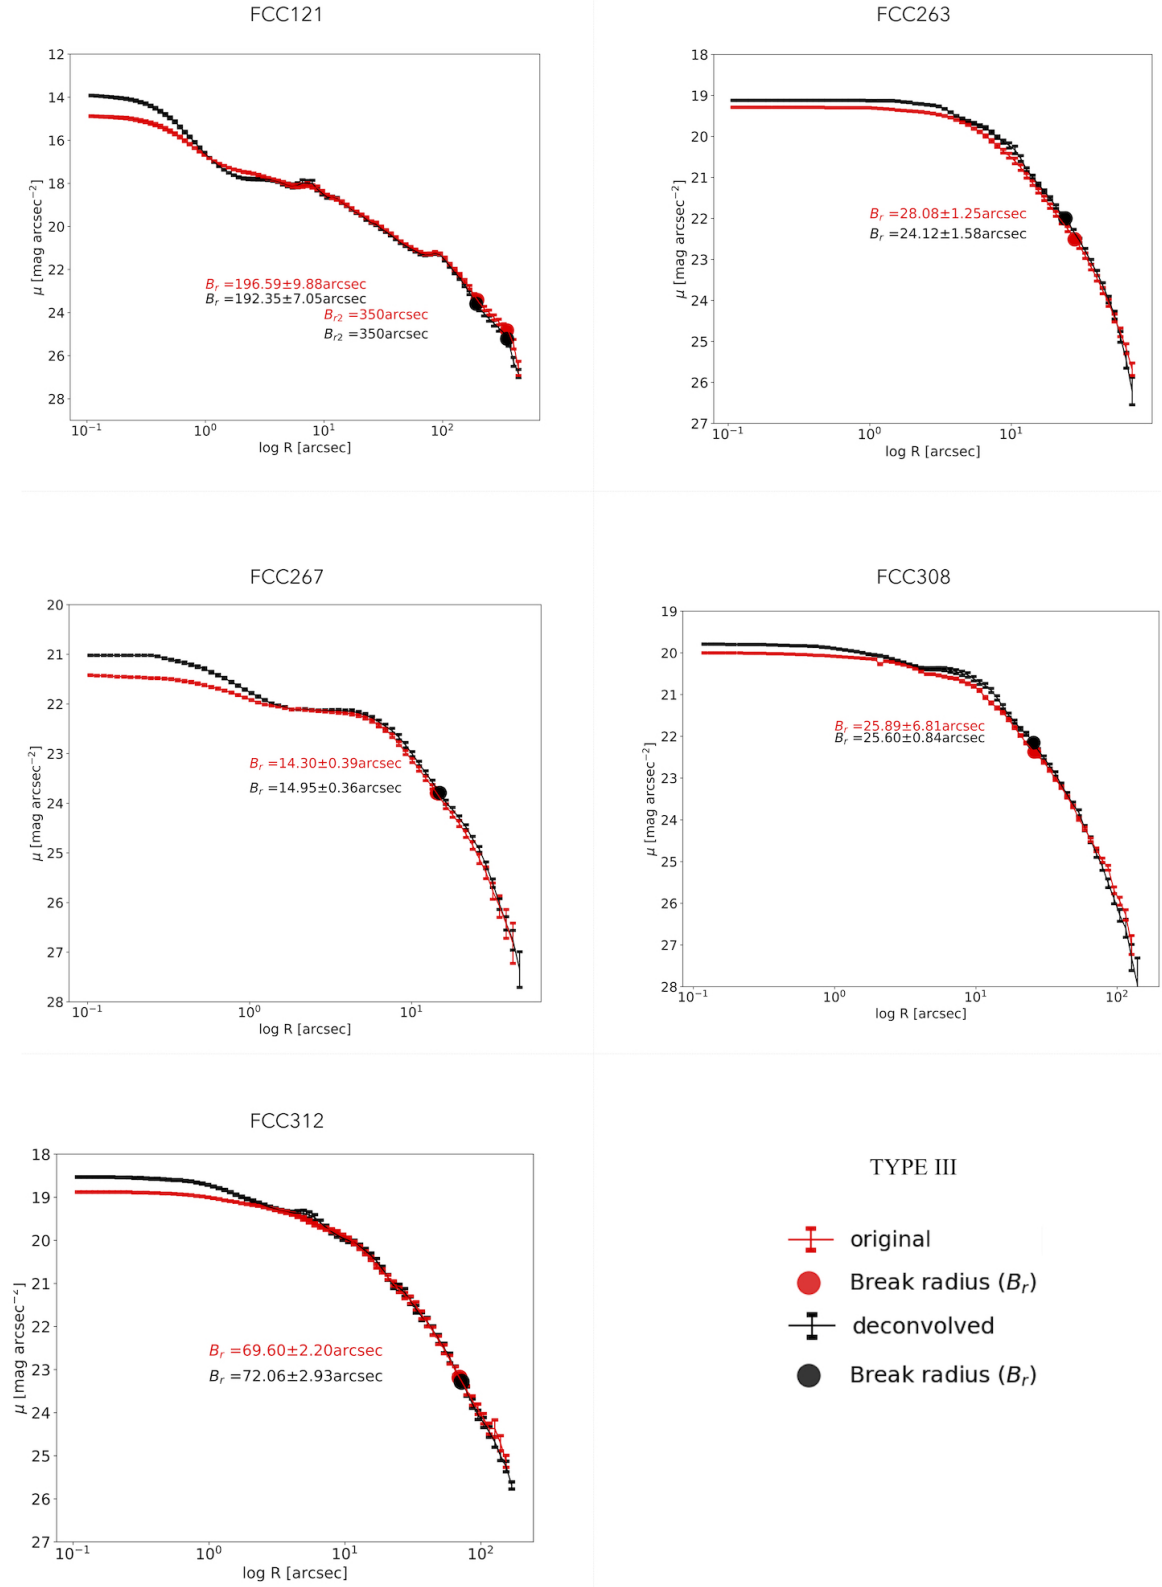 FCC121
12
14
16
18
20
22
24
26
28
μ [mag arcsec⁻²]
B_r =196.59±9.88arcsec
B_r =192.35±7.05arcsec
B_r2 =350arcsec
B_r2 =350arcsec
10⁻¹ 10⁰ 10¹ 10²
log R [arcsec]
FCC263
18
19
20
21
22
23
24
25
26
27
μ [mag arcsec⁻²]
B_r =28.08±1.25arcsec
B_r =24.12±1.58arcsec
10⁻¹ 10⁰ 10¹
log R [arcsec]
FCC267
20
21
22
23
24
25
26
27
28
μ [mag arcsec⁻²]
B_r =14.30±0.39arcsec
B_r =14.95±0.36arcsec
10⁻¹ 10⁰ 10¹
log R [arcsec]
FCC308
19
20
21
22
23
24
25
26
27
28
μ [mag arcsec⁻²]
B_r =25.89±6.81arcsec
B_r =25.60±0.84arcsec
10⁻¹ 10⁰ 10¹ 10²
log R [arcsec]
FCC312
18
19
20
21
22
23
24
25
26
27
μ [mag arcsec⁻²]
B_r =69.60±2.20arcsec
B_r =72.06±2.93arcsec
10⁻¹ 10⁰ 10¹ 10²
log R [arcsec]
TYPE III
original
Break radius (B_r)
deconvolved
Break radius (B_r)